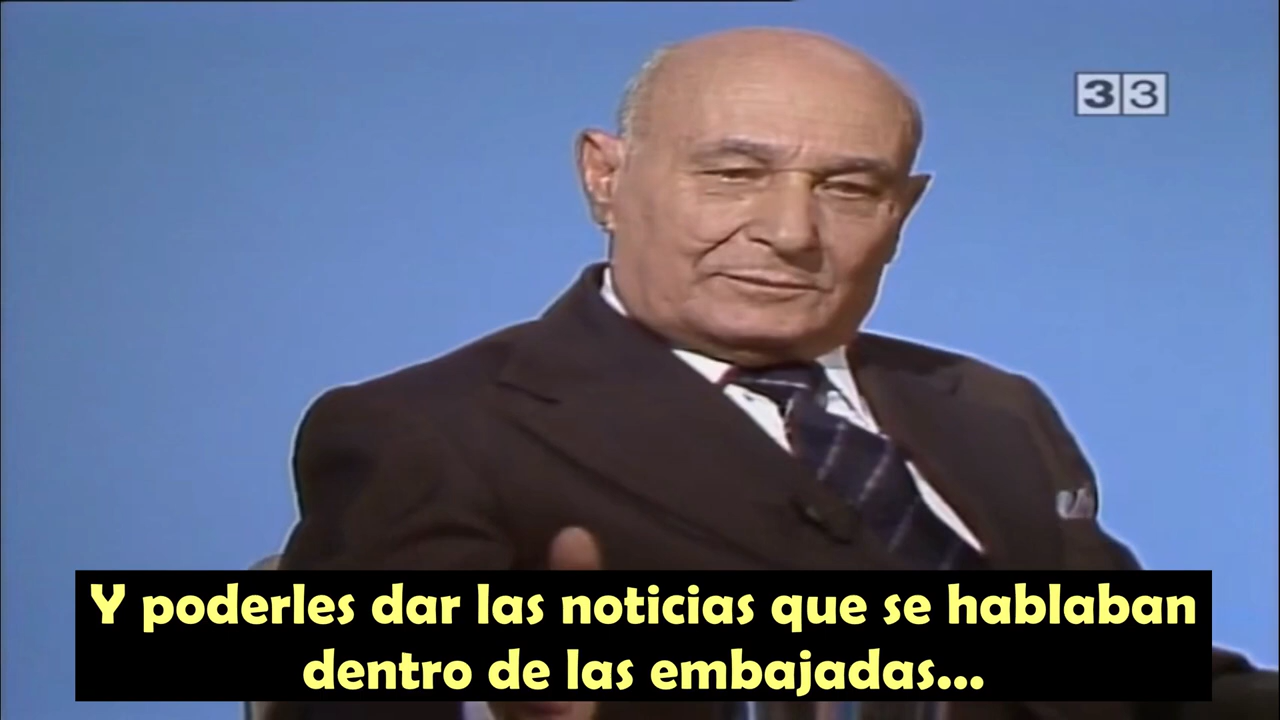 33
Y poderles dar las noticias que se hablaban
dentro de las embajadas...